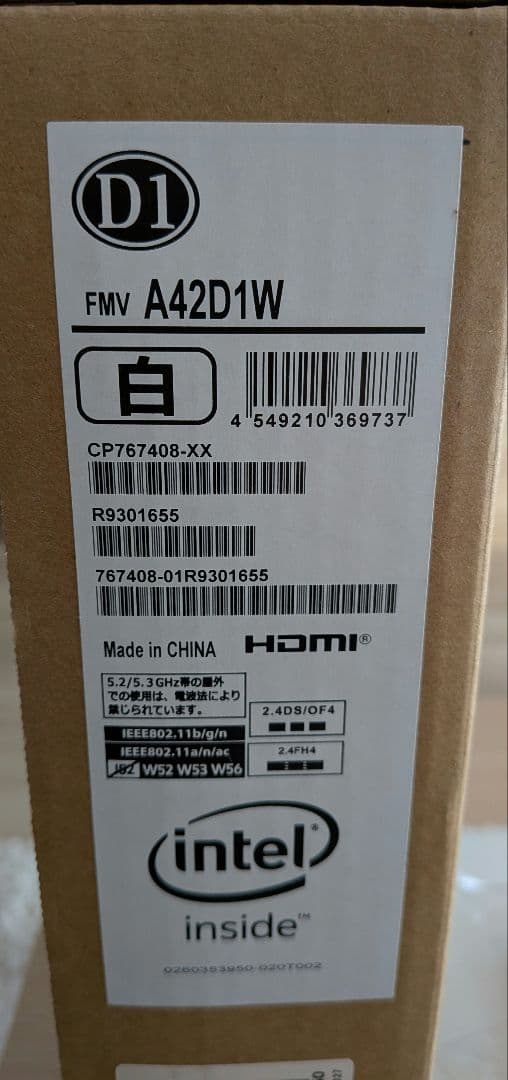 D1
FMV A42D1W
白
4 549210 369737
CP767408-XX
R9301655
767408-01R9301655
Made in CHINA HDMI®
5.2/5.3GHz帯の屋外
での使用は、電波法により
禁じられています。
2.4DS/OF4
IEEE802.11b/g/n
IEEE802.11a/n/ac
2.4FH4
J52 W52 W53 W56
intel®
inside™
0260353950-020T002